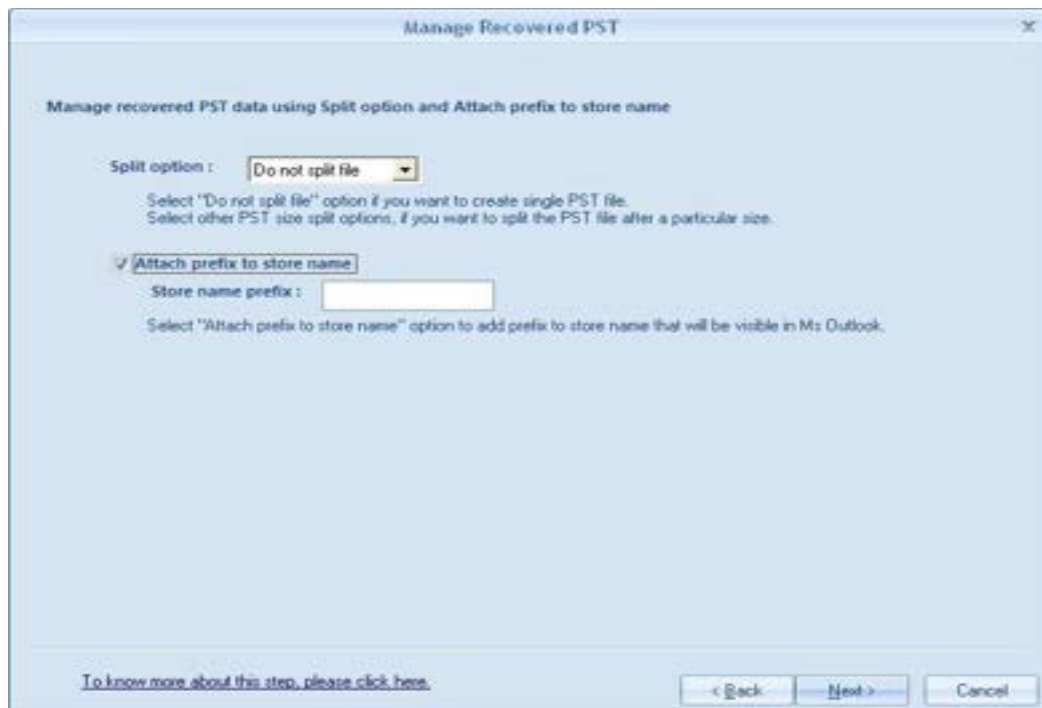 Manage Recovered PST
Manage recovered PST data using Split option and Attach prefix to store name
Split option : Do not split file
Select "Do not split file" option if you want to create single PST file.
Select other PST size split options, if you want to split the PST file after a particular size.
Attach prefix to store name
Store name prefix :
Select "Attach prefix to store name" option to add prefix to store name that will be visible in Ms Outlook.
To know more about this step, please click here.
< Back Next > Cancel